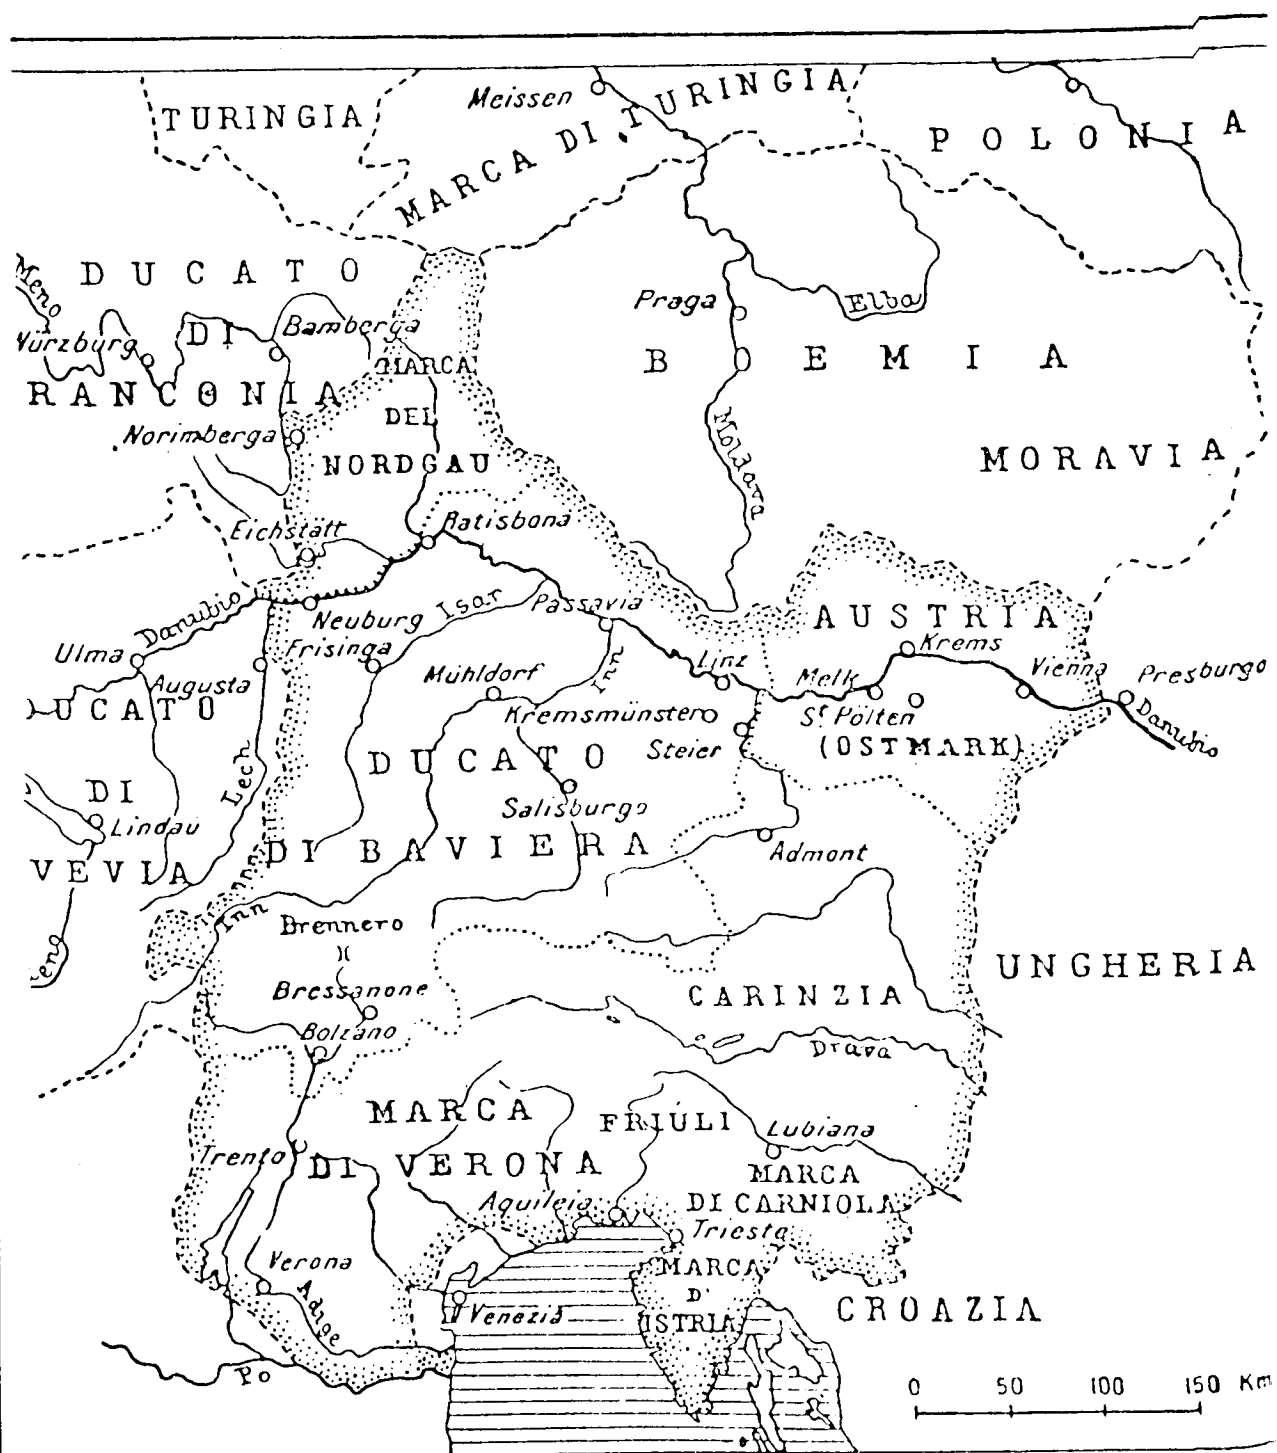 TURINGIA
Meissen
MARCA DI TURINGIA
POLONIA
DUCATO
DI
RANCONIA
Meno
Bamberga
Norimberga
MARCA
DEL
NORDGAU
Praga
Elba
BOEMIA
Moldava
MORAVIA
Eichstätt
Ratisbona
Danubio
Neuburg
Isar
Passavia
AUSTRIA
Krems
Ulma
Frisinga
Augusta
Mühldorf
Inn
Linz
Melk
Vienna
Presburgo
UCATO
Kremsmünster
St Pölten
Danubio
Steier
(OSTMARK)
DUCATO
DI
Lech
Lindau
Salisburgo
VEVIA
DI BAVIERA
Admont
Inn
Brennero
UNGHERIA
Bressanone
CARINZIA
Bolzano
Drava
MARCA
FRIULI
Lubiana
Trento
DI VERONA
MARCA
DI CARNIOLA
Aquileia
Trieste
Verona
MARCA
D'
ISTRIA
Adige
Venezia
CROAZIA
Po
0 50 100 150 Km